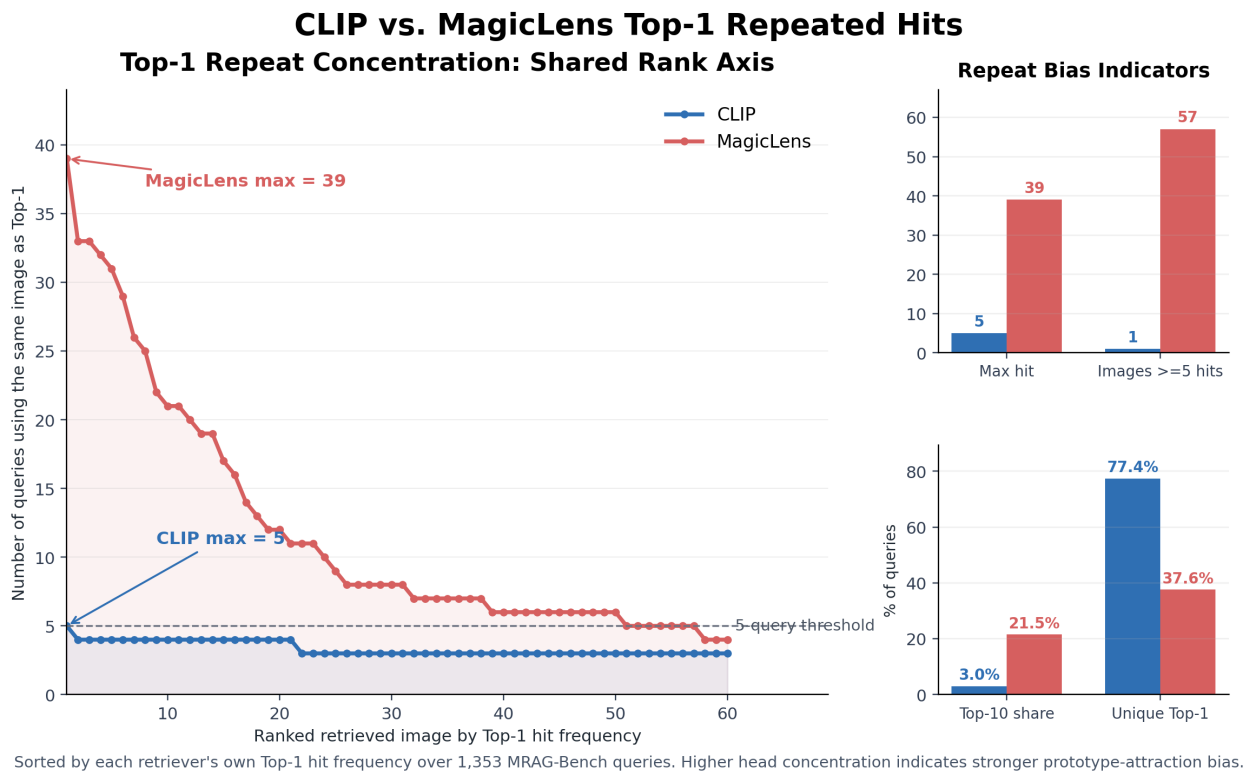 CLIP vs. MagicLens Top-1 Repeated Hits
Top-1 Repeat Concentration: Shared Rank Axis
Number of queries using the same image as Top-1
40
35
30
25
20
15
10
5
0
CLIP
MagicLens
MagicLens max = 39
CLIP max = 5
5-query threshold
10
20
30
40
50
60
Ranked retrieved image by Top-1 hit frequency
Repeat Bias Indicators
60
50
40
30
20
10
0
5
39
1
57
Max hit
Images >=5 hits
% of queries
80
60
40
20
0
3.0%
21.5%
77.4%
37.6%
Top-10 share
Unique Top-1
Sorted by each retriever's own Top-1 hit frequency over 1,353 MRAG-Bench queries. Higher head concentration indicates stronger prototype-attraction bias.